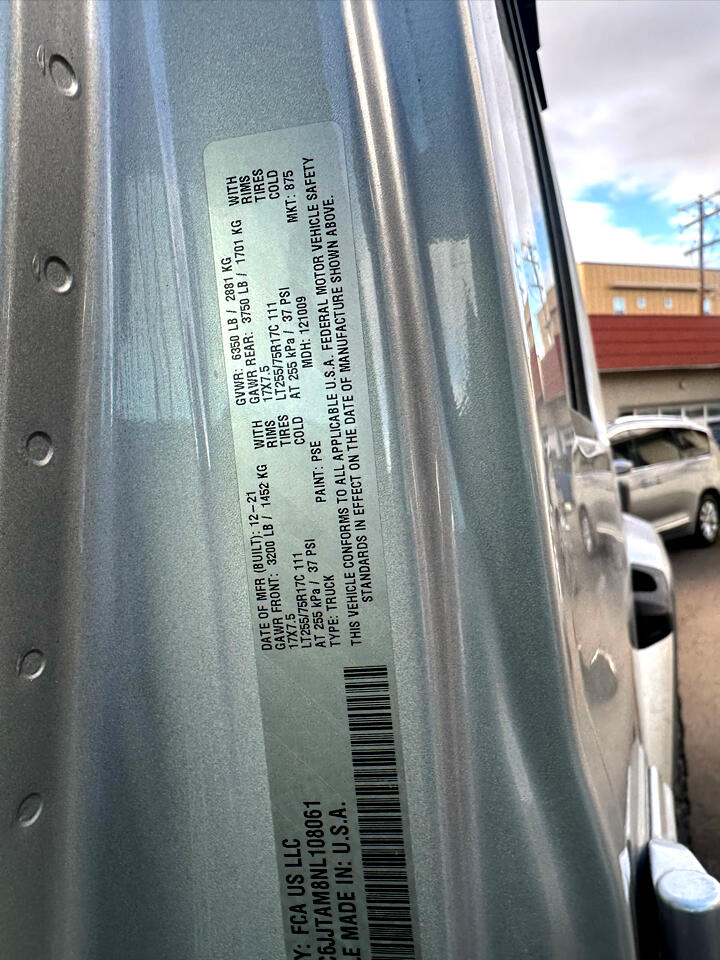 Y: FCA US LLC
C6JJTAM8NL108061
LE MADE IN: U.S.A.
DATE OF MFR (BUILT): 12-21
GAWR FRONT: 3200 LB / 1452 KG WITH
17X7.5 RIMS
LT255/75R17C 111 TIRES
AT 255 kPa / 37 PSI COLD
TYPE: TRUCK PAINT: PSE
GVWR: 6350 LB / 2881 KG
GAWR REAR: 3750 LB / 1701 KG WITH
17X7.5 RIMS
LT255/75R17C 111 TIRES
AT 255 kPa / 37 PSI COLD
MDH: 121009 MKT: 875
THIS VEHICLE CONFORMS TO ALL APPLICABLE U.S.A. FEDERAL MOTOR VEHICLE SAFETY
STANDARDS IN EFFECT ON THE DATE OF MANUFACTURE SHOWN ABOVE.